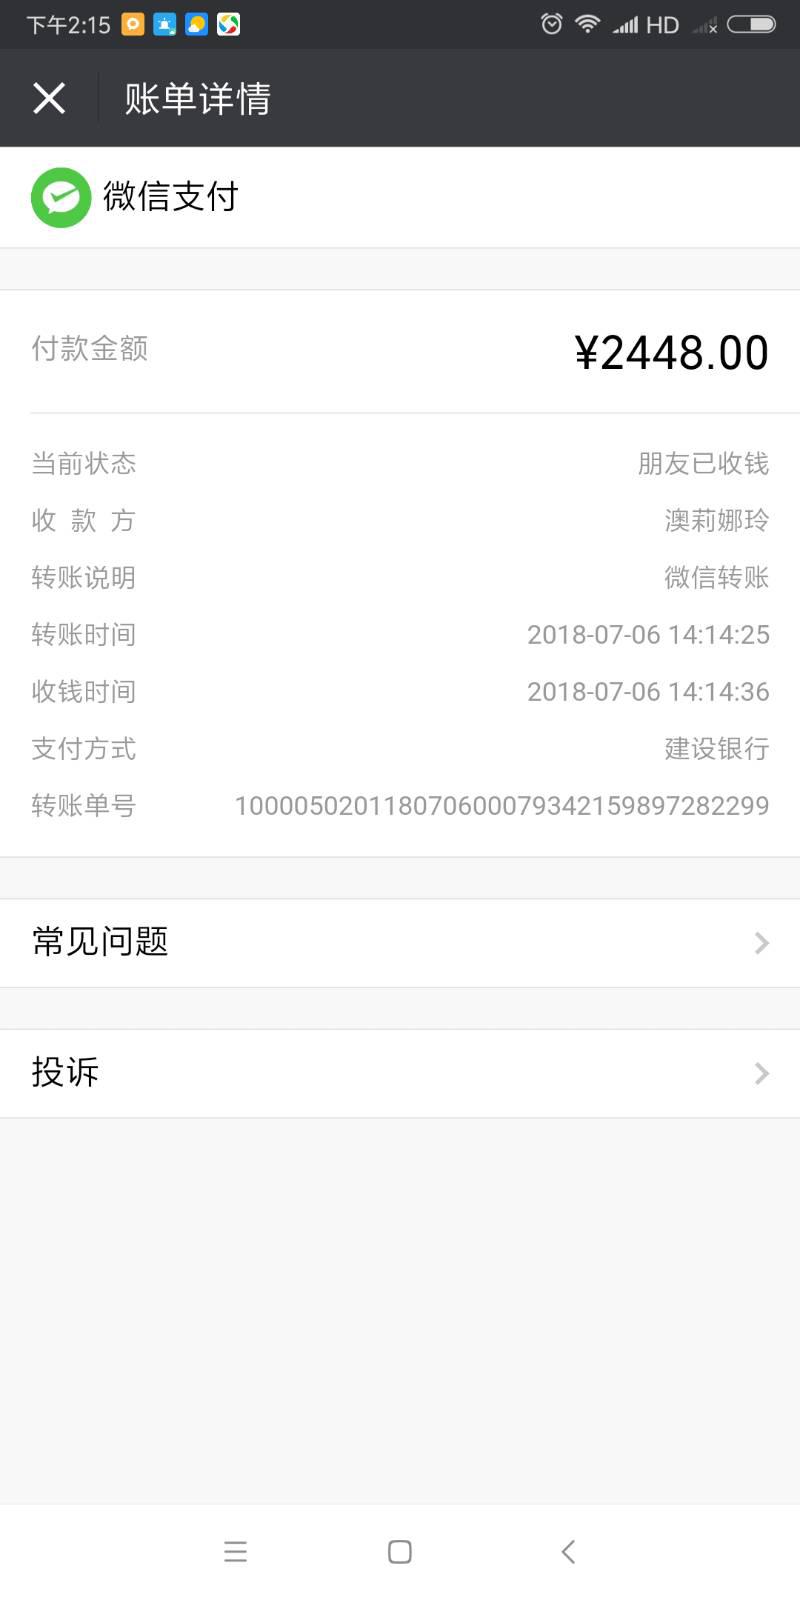 下午2:15 HD
账单详情
微信支付
付款金额 ¥2448.00
当前状态 朋友已收钱
收 款 方 澳莉娜玲
转账说明 微信转账
转账时间 2018-07-06 14:14:25
收钱时间 2018-07-06 14:14:36
支付方式 建设银行
转账单号 100005020118070600079342159897282299
常见问题
投诉